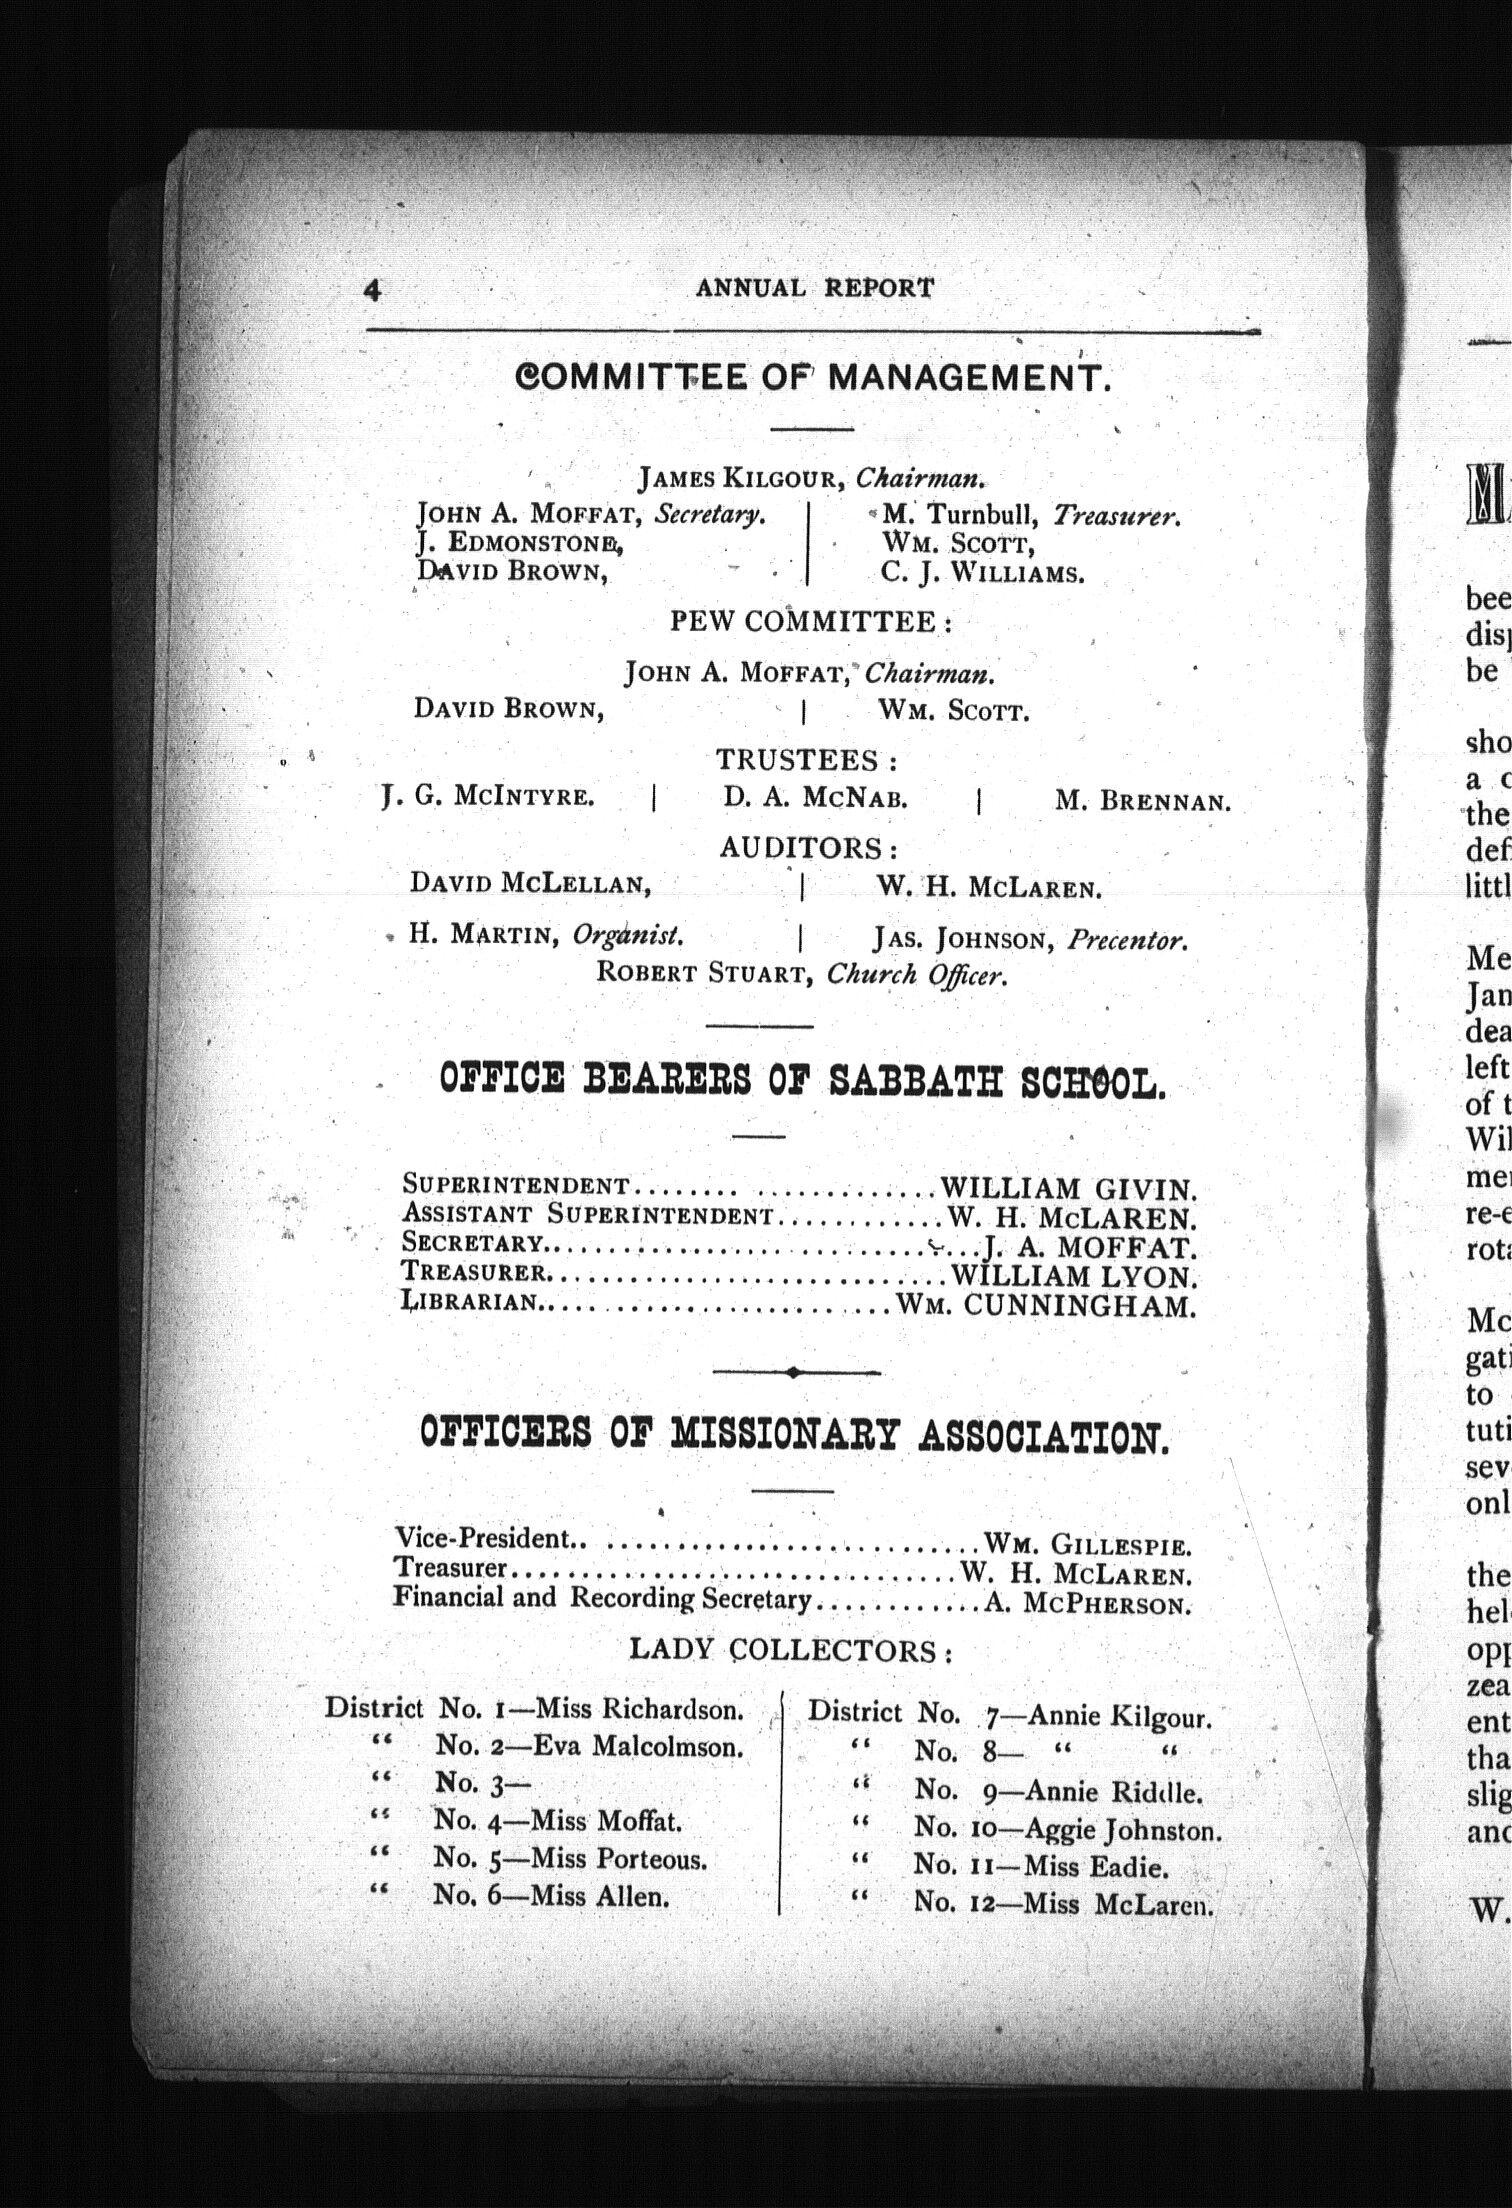 4 ANNUAL REPORT
COMMITTEE OF MANAGEMENT.
JAMES KILGOUR, Chairman.
JOHN A. MOFFAT, Secretary. | M. Turnbull, Treasurer.
J. EDMONSTONE, | WM. SCOTT,
DAVID BROWN, | C. J. WILLIAMS.
PEW COMMITTEE:
JOHN A. MOFFAT, Chairman.
DAVID BROWN, | WM. SCOTT.
TRUSTEES:
J. G. MCINTYRE. | D. A. MCNAB. | M. BRENNAN.
AUDITORS:
DAVID MCLELLAN, | W. H. MCLAREN.
H. MARTIN, Organist. | JAS. JOHNSON, Precentor.
ROBERT STUART, Church Officer.
OFFICE BEARERS OF SABBATH SCHOOL.
SUPERINTENDENT........ .............WILLIAM GIVIN.
ASSISTANT SUPERINTENDENT............W. H. MCLAREN.
SECRETARY..............................J. A. MOFFAT.
TREASURER............................WILLIAM LYON.
LIBRARIAN..... ....................WM. CUNNINGHAM.
OFFICERS OF MISSIONARY ASSOCIATION.
Vice-President.. ..........................WM. GILLESPIE.
Treasurer...............................W. H. MCLAREN.
Financial and Recording Secretary............A. MCPHERSON.
LADY COLLECTORS:
District No. 1—Miss Richardson.
“ No. 2—Eva Malcolmson.
“ No. 3—
“ No. 4—Miss Moffat.
“ No. 5—Miss Porteous.
“ No. 6—Miss Allen.
District No. 7—Annie Kilgour.
“ No. 8— “ “
“ No. 9—Annie Riddle.
“ No. 10—Aggie Johnston.
“ No. 11—Miss Eadie.
“ No. 12—Miss McLaren.
be
sho
the
left
to
the
W.